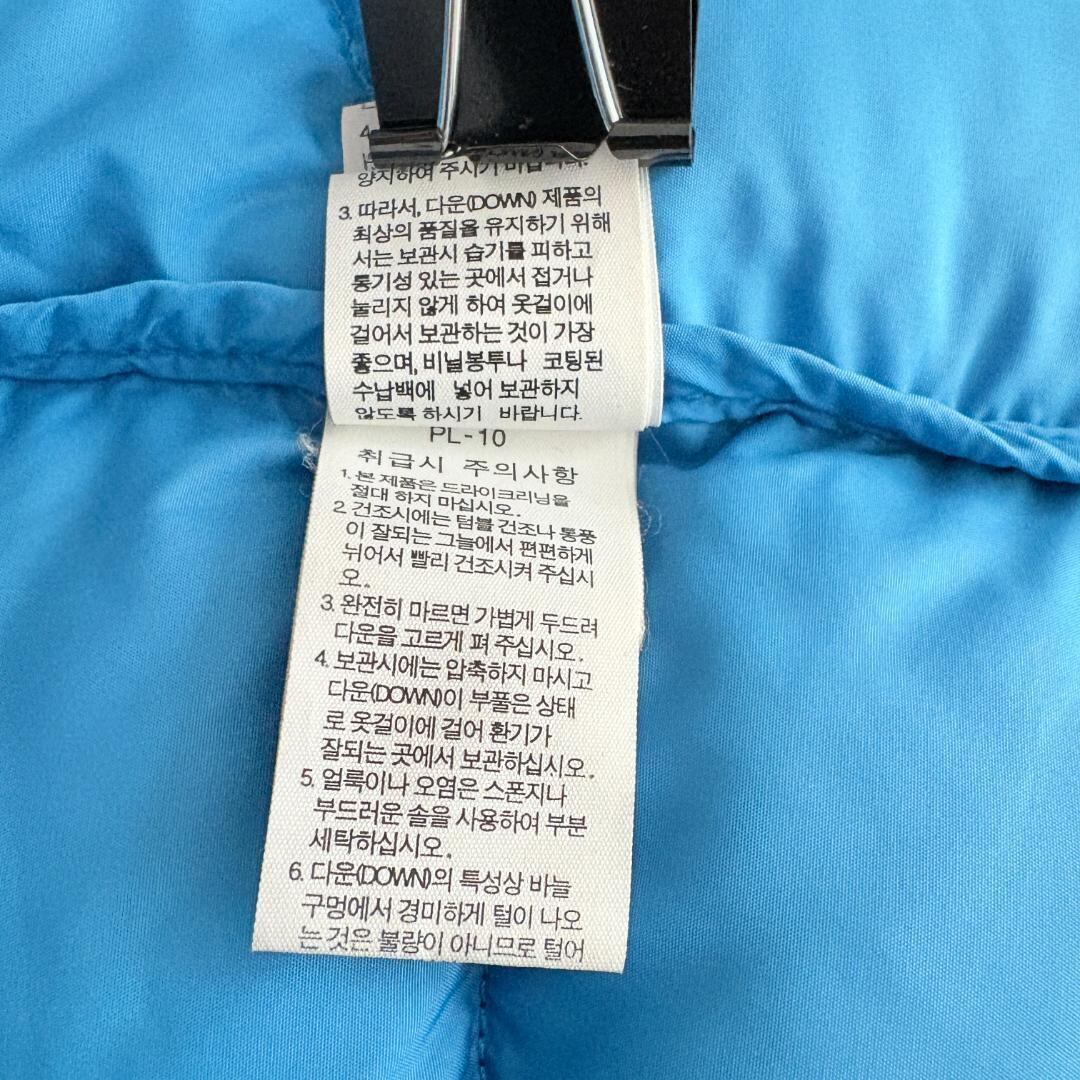 4.
양지하여 주시기 바랍니다.
3. 따라서, 다운(DOWN) 제품의
최상의 품질을 유지하기 위해
서는 보관시 습기를 피하고
통기성 있는 곳에서 접거나
눌리지 않게 하여 옷걸이에
걸어서 보관하는 것이 가장
좋으며, 비닐봉투나 코팅된
수납백에 넣어 보관하지
않도록 하시기 바랍니다.
PL-10
취급시 주의사항
1. 본 제품은 드라이크리닝을
절대 하지 마십시오.
2. 건조시에는 텀블 건조나 통풍
이 잘되는 그늘에서 편편하게
뉘어서 빨리 건조시켜 주십시
오.
3. 완전히 마르면 가볍게 두드려
다운을 고르게 펴 주십시오.
4. 보관시에는 압축하지 마시고
다운(DOWN)이 부풀은 상태
로 옷걸이에 걸어 환기가
잘되는 곳에서 보관하십시오.
5. 얼룩이나 오염은 스폰지나
부드러운 솔을 사용하여 부분
세탁하십시오.
6. 다운(DOWN)의 특성상 바늘
구멍에서 경미하게 털이 나오
는 것은 불량이 아니므로 털어